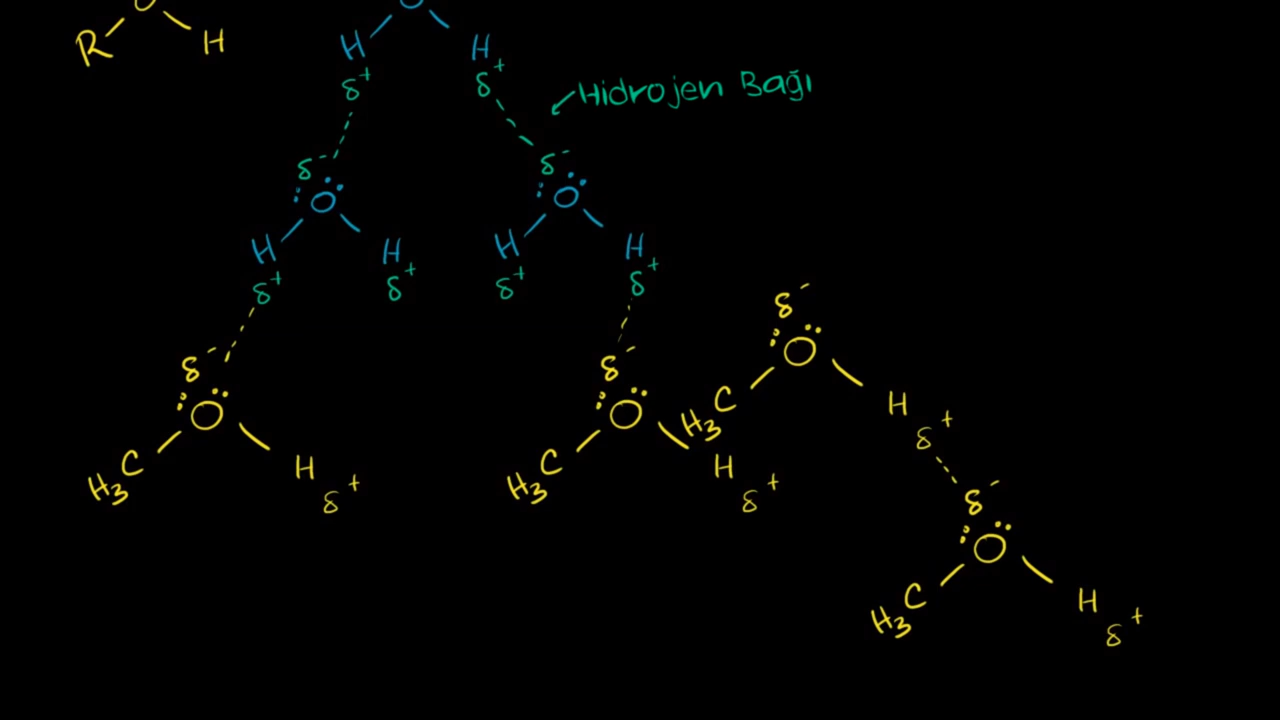 R O H
O
H H
δ+ δ+
Hidrojen Bağı
δ- δ-
O O
H H H H
δ+ δ+ δ+ δ+
δ-
O
H3C H
δ+
δ-
O
H3C H
δ+
δ-
O
H3C H
δ+
δ-
O
H3C H
δ+